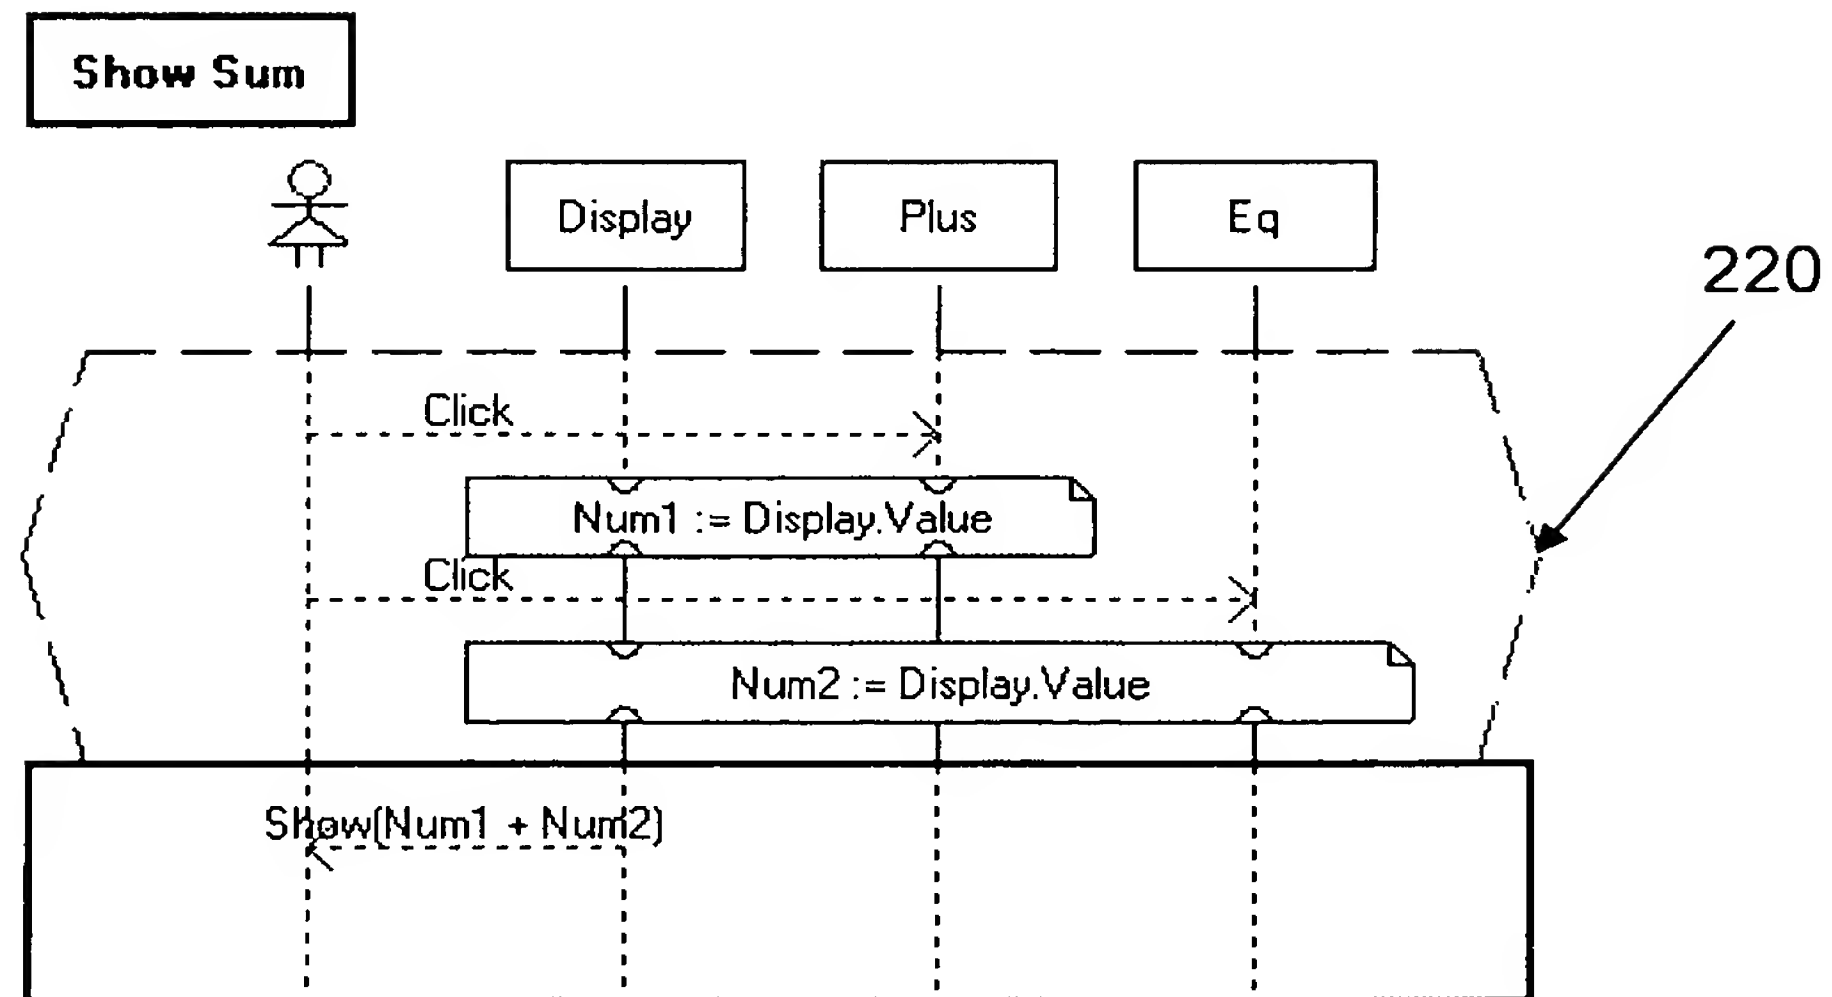 Show Sum
Display
Plus
Eq
220
Click
Num1 := Display.Value
Click
Num2 := Display.Value
Show(Num1 + Num2)